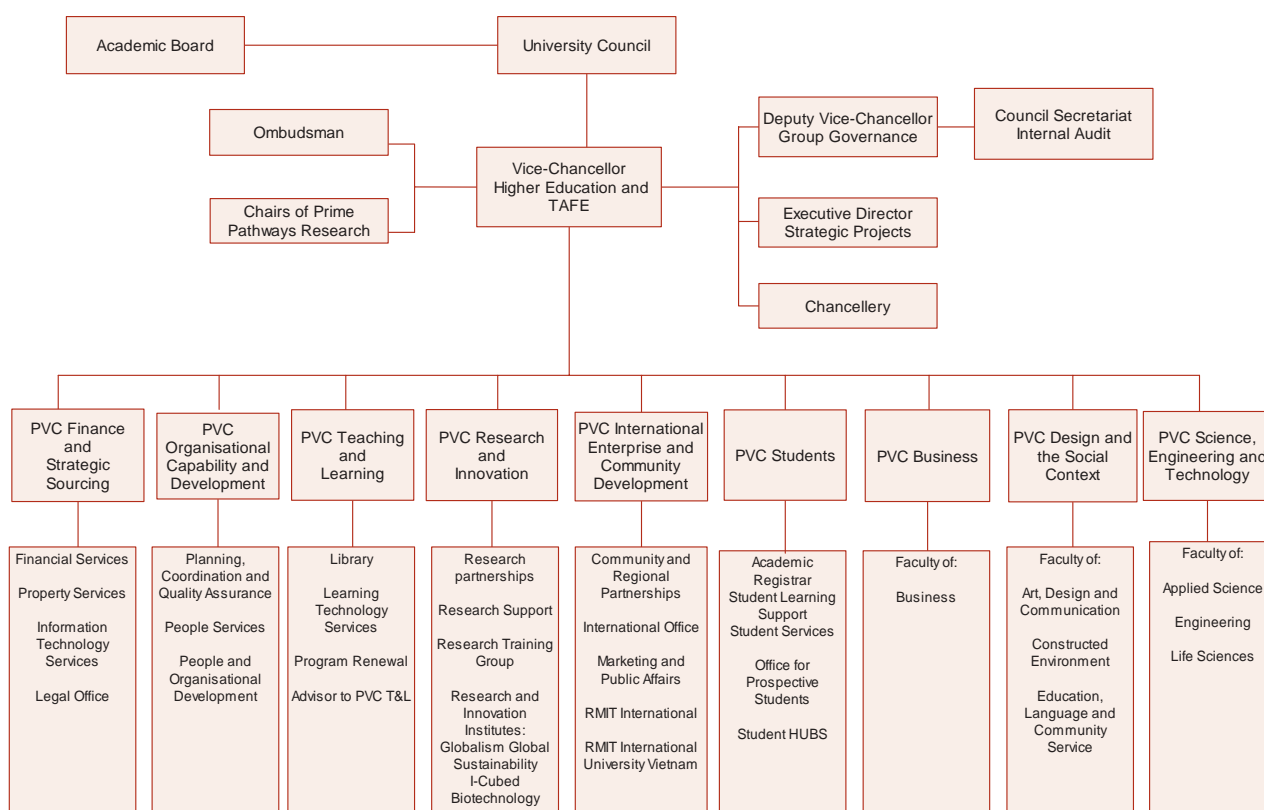 Academic Board
University Council
Ombudsman
Deputy Vice-Chancellor
Group Governance
Council Secretariat
Internal Audit
Vice-Chancellor
Higher Education and
TAFE
Chairs of Prime
Pathways Research
Executive Director
Strategic Projects
Chancellery
PVC Finance
and
Strategic
Sourcing
PVC
Organisational
Capability and
Development
PVC Teaching
and
Learning
PVC Research
and
Innovation
PVC International
Enterprise and
Community
Development
PVC Students
PVC Business
PVC Design and
the Social
Context
PVC Science,
Engineering and
Technology
Financial Services
Property Services
Information
Technology
Services
Legal Office
Planning,
Coordination and
Quality Assurance
People Services
People and
Organisational
Development
Library
Learning
Technology
Services
Program Renewal
Advisor to PVC T&L
Research
partnerships
Research Support
Research Training
Group
Research and
Innovation
Institutes:
Globalism Global
Sustainability
I-Cubed
Biotechnology
Community and
Regional
Partnerships
International Office
Marketing and
Public Affairs
RMIT International
RMIT International
University Vietnam
Academic
Registrar
Student Learning
Support
Student Services
Office for
Prospective
Students
Student HUBS
Faculty of:
Business
Faculty of:
Art, Design and
Communication
Constructed
Environment
Education,
Language and
Community
Service
Faculty of:
Applied Science
Engineering
Life Sciences